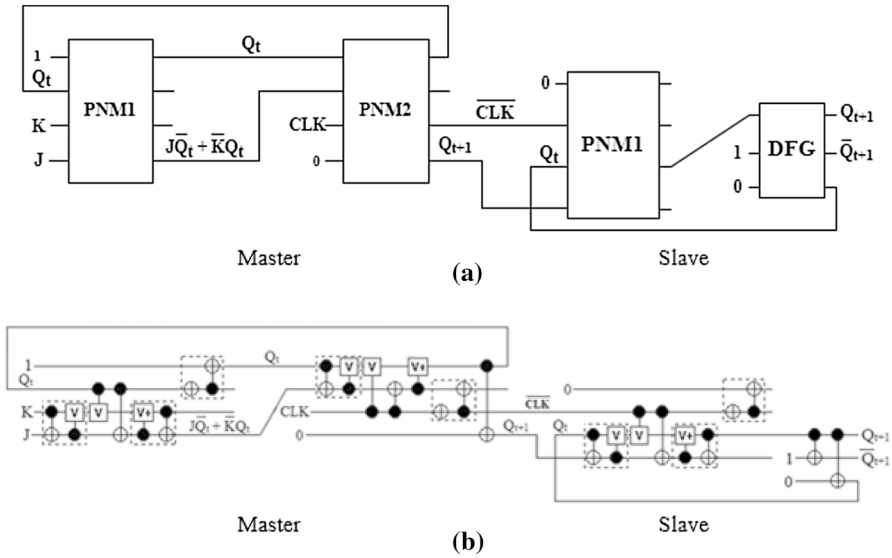 1
Qt
K
J
PNM1
Qt
JQ̅t + K̅Qt
PNM2
CLK
0
C̅L̅K̅
Qt+1
0
Qt
PNM1
1
0
DFG
Qt+1
Q̅t+1
Master
Slave
(a)
1
Qt
K
J
V
V
V+
JQ̅t + K̅Qt
Qt
CLK
0
V
V
V+
C̅L̅K̅
Qt+1
0
Qt
V
V
V+
1
0
Qt+1
Q̅t+1
Master
Slave
(b)